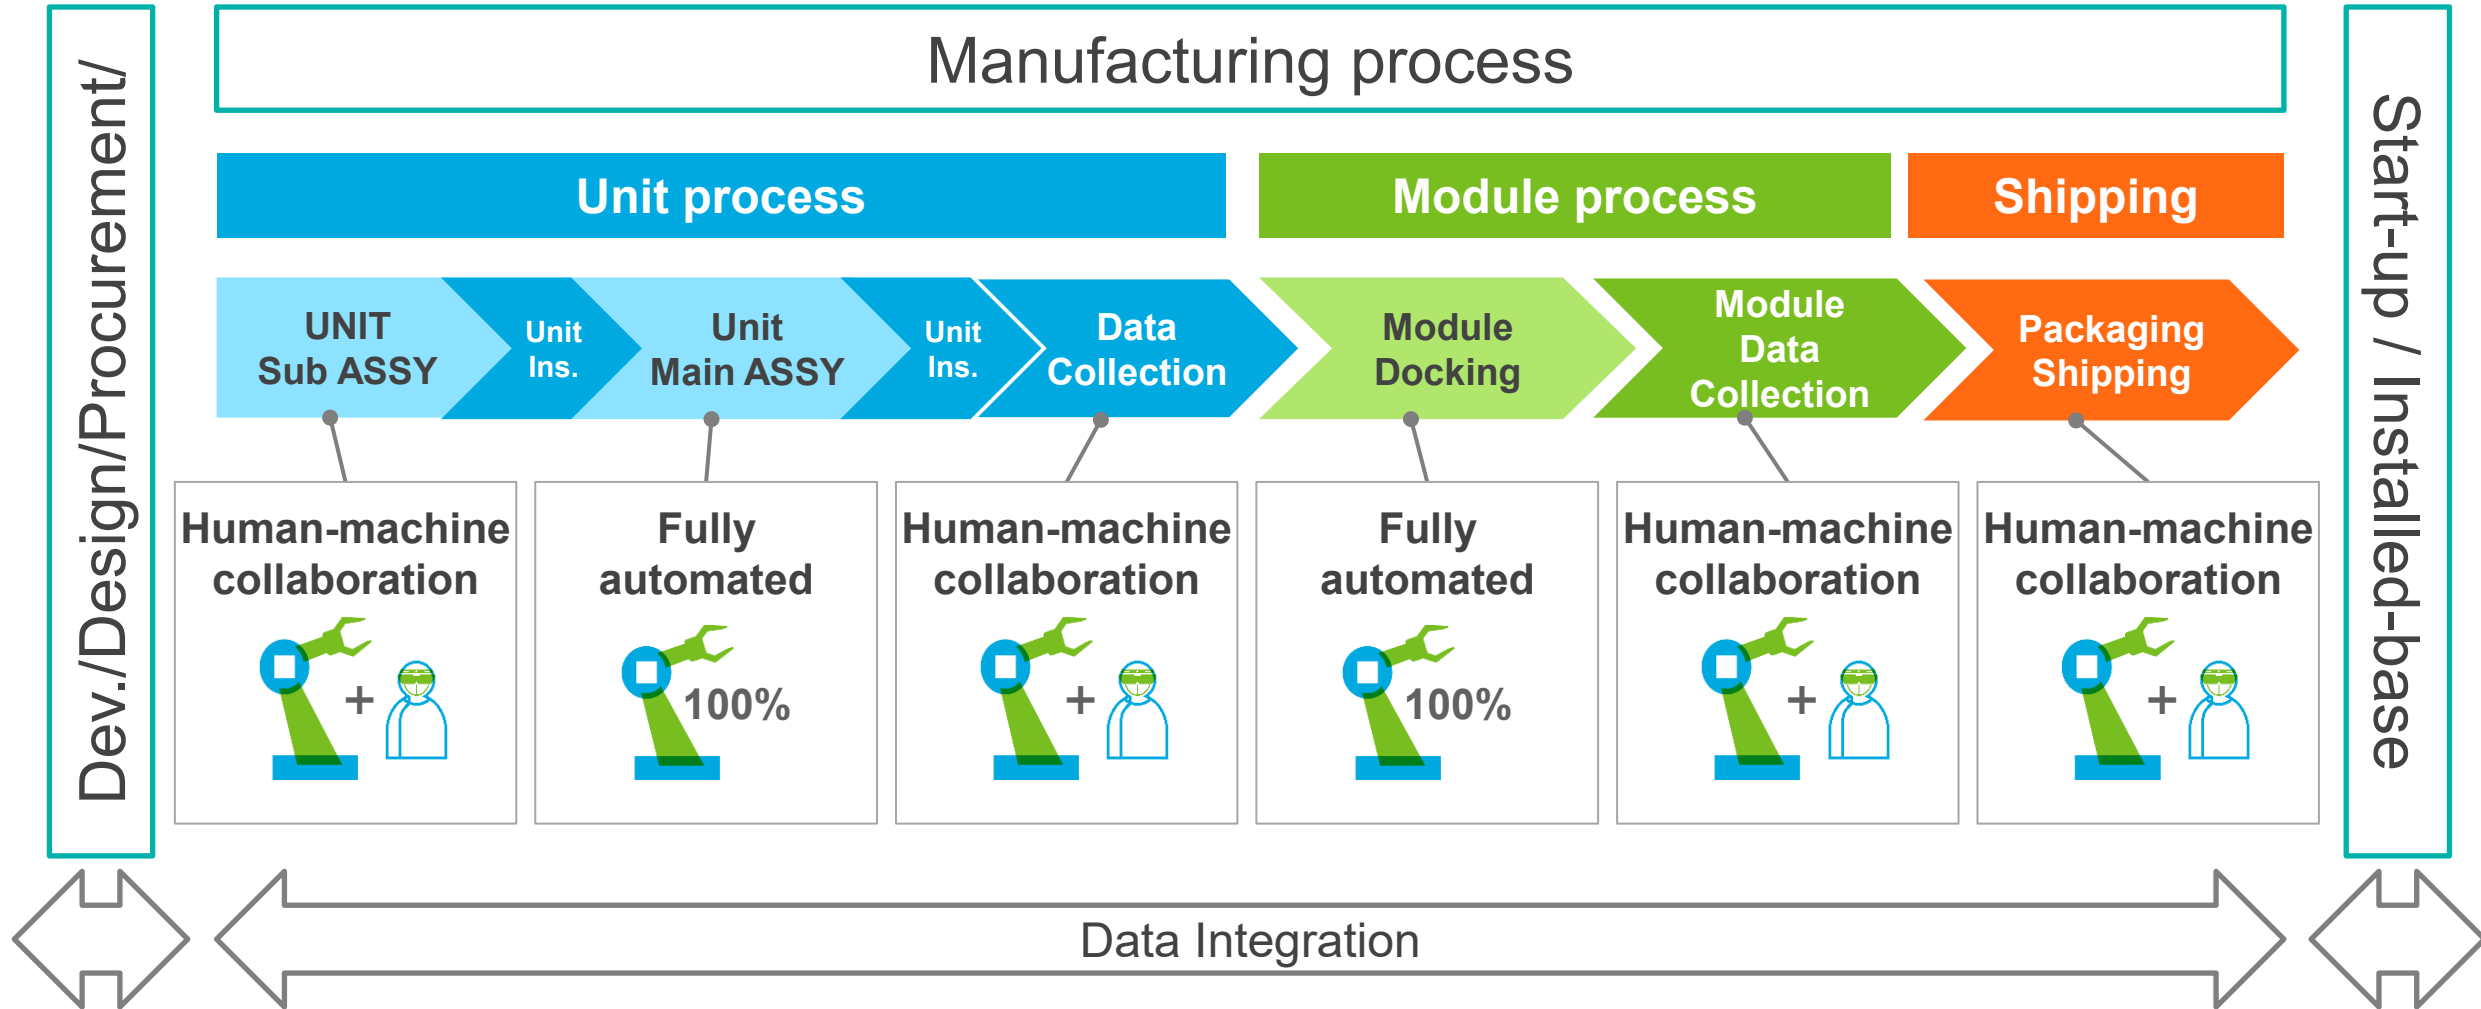 Dev./Design/Procurement/
Manufacturing process
Start-up / Installed-base
Unit process
Module process
Shipping
UNIT
Sub ASSY
Unit
Ins.
Unit
Main ASSY
Unit
Ins.
Data
Collection
Module
Docking
Module
Data
Collection
Packaging
Shipping
Human-machine
collaboration
+
Fully
automated
100%
Human-machine
collaboration
+
Fully
automated
100%
Human-machine
collaboration
+
Human-machine
collaboration
+
Data Integration